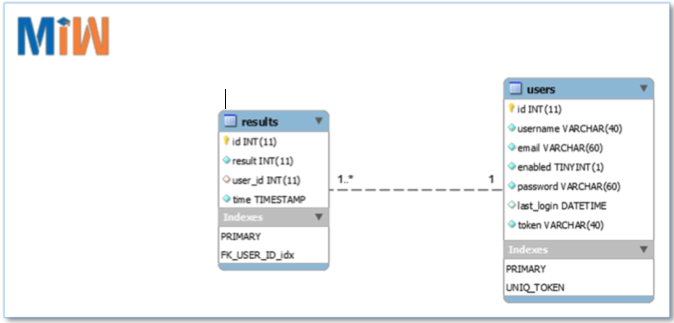 MiW
results
id INT(11)
result INT(11)
user_id INT(11)
time TIMESTAMP
Indexes
PRIMARY
FK_USER_ID_idx
1..*
1
users
id INT(11)
username VARCHAR(40)
email VARCHAR(60)
enabled TINYINT(1)
password VARCHAR(60)
last_login DATETIME
token VARCHAR(40)
Indexes
PRIMARY
UNIQ_TOKEN